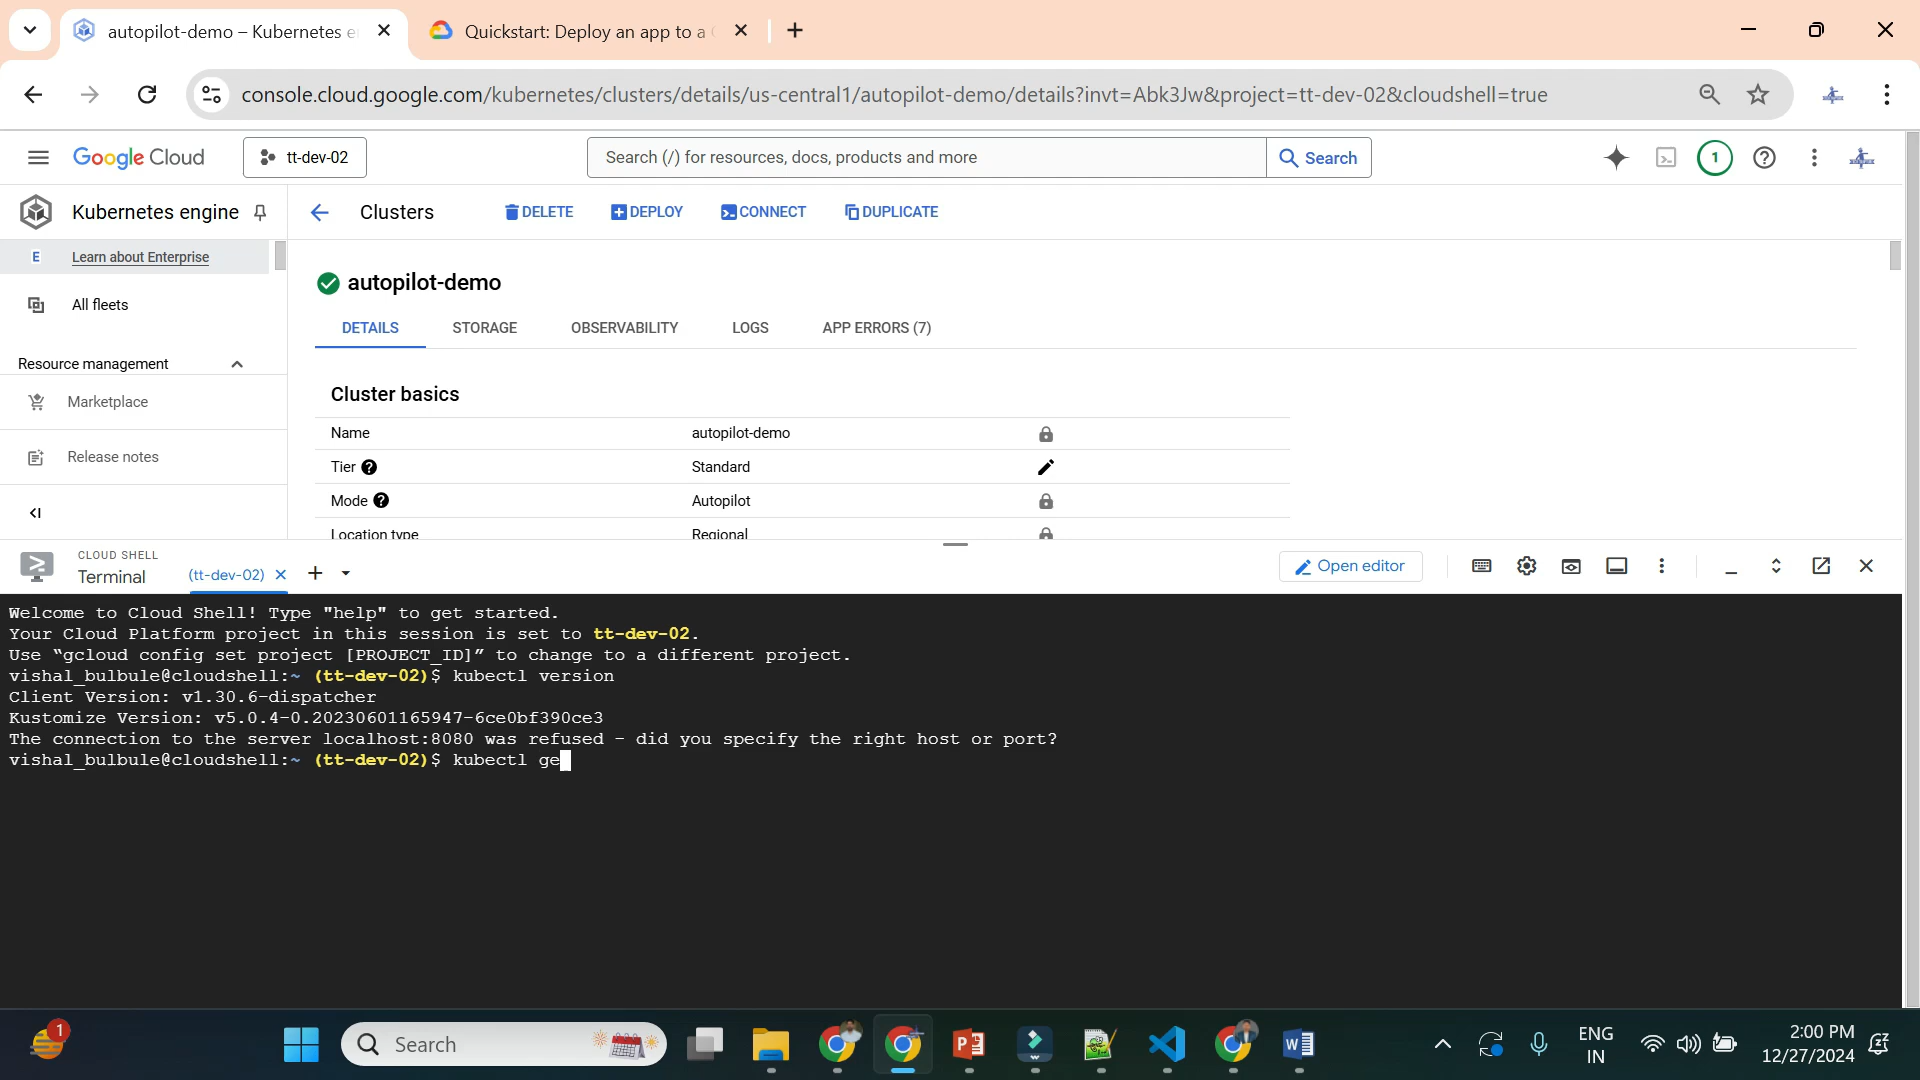 autopilot-demo – Kubernetes e
Quickstart: Deploy an app to a
console.cloud.google.com/kubernetes/clusters/details/us-central1/autopilot-demo/details?invt=Abk3Jw&project=tt-dev-02&cloudshell=true
Google Cloud
tt-dev-02
Search (/) for resources, docs, products and more
Search
1
Kubernetes engine
Clusters
DELETE
DEPLOY
CONNECT
DUPLICATE
E
Learn about Enterprise
All fleets
Resource management
Marketplace
Release notes
autopilot-demo
DETAILS
STORAGE
OBSERVABILITY
LOGS
APP ERRORS (7)
Cluster basics
Name autopilot-demo
Tier Standard
Mode Autopilot
Location type Regional
CLOUD SHELL
Terminal
(tt-dev-02)
Open editor
Welcome to Cloud Shell! Type "help" to get started.
Your Cloud Platform project in this session is set to tt-dev-02.
Use “gcloud config set project [PROJECT_ID]” to change to a different project.
vishal_bulbule@cloudshell:~ (tt-dev-02)$ kubectl version
Client Version: v1.30.6-dispatcher
Kustomize Version: v5.0.4-0.20230601165947-6ce0bf390ce3
The connection to the server localhost:8080 was refused - did you specify the right host or port?
vishal_bulbule@cloudshell:~ (tt-dev-02)$ kubectl ge
1
Search
ENG
IN
2:00 PM
12/27/2024